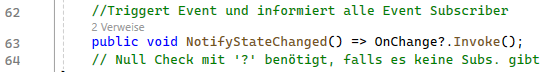 62 //Triggert Event und informiert alle Event Subscriber
2 Verweise
63 public void NotifyStateChanged() => OnChange?.Invoke();
64 // Null Check mit '?' benötigt, falls es keine Subs. gibt